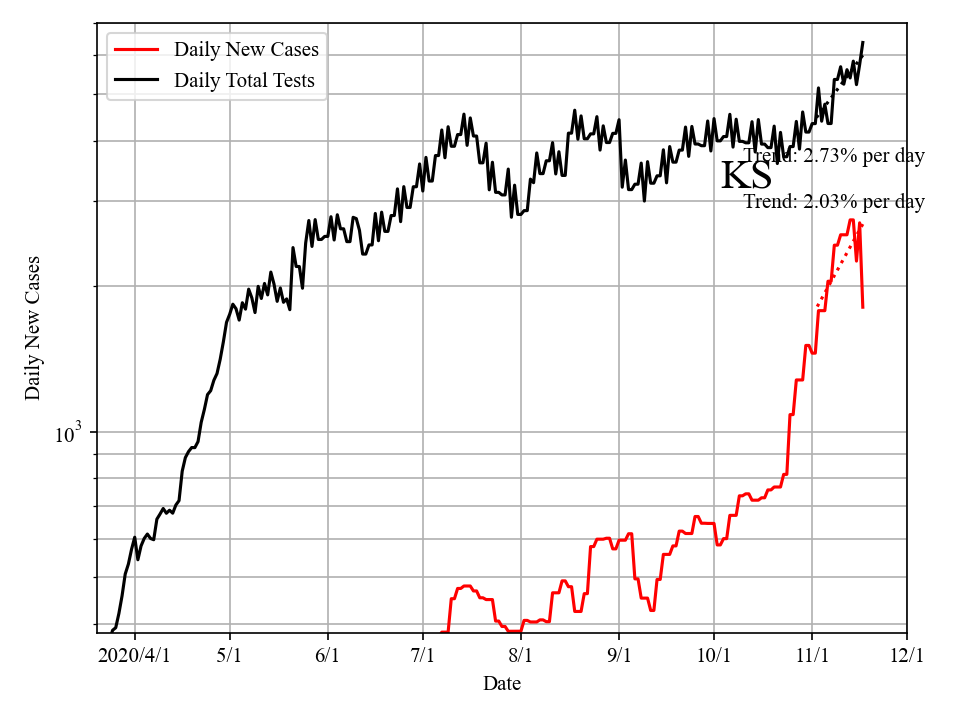 Daily New Cases
Daily Total Tests
Trend: 2.73% per day
KS
Trend: 2.03% per day
Daily New Cases
10³
2020/4/1 5/1 6/1 7/1 8/1 9/1 10/1 11/1 12/1
Date